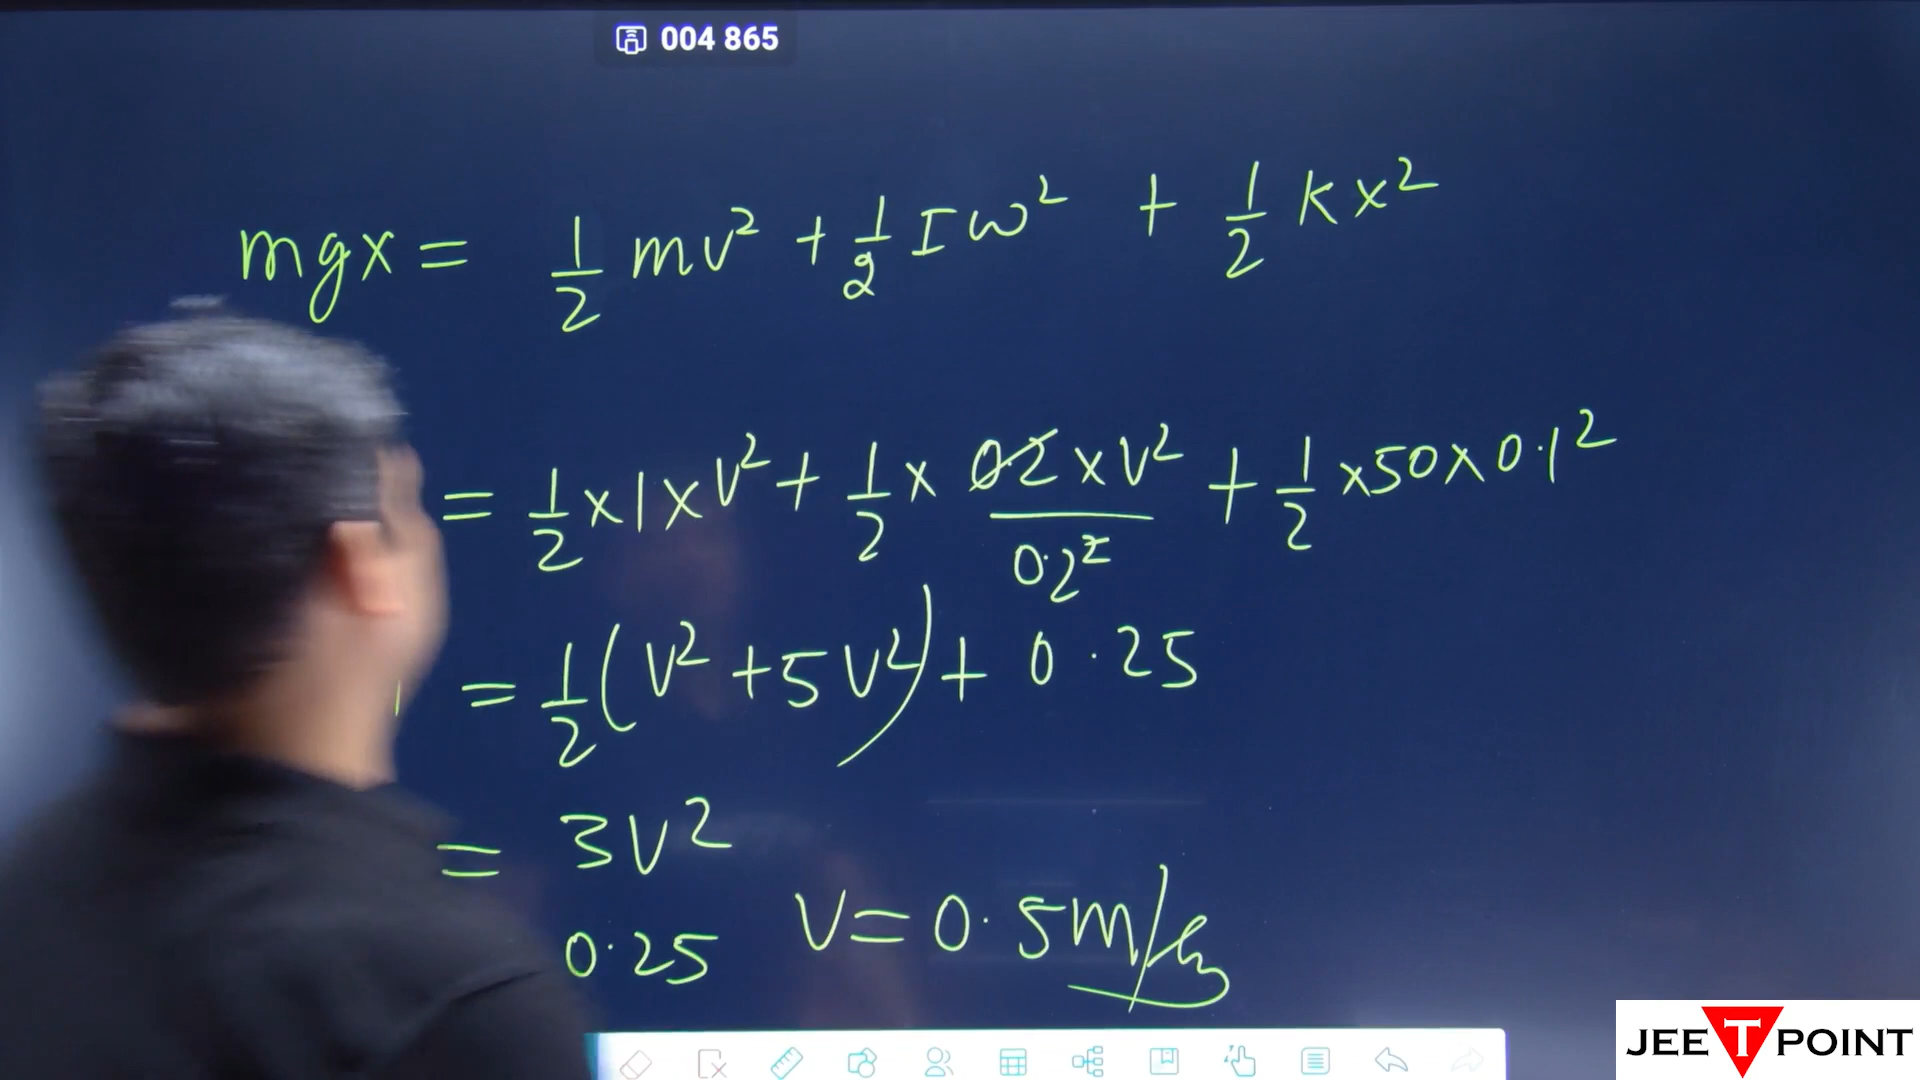 004 865
mgx = 1/2 mv² + 1/2 Iω² + 1/2 kx²
= 1/2 x 1 x v² + 1/2 x 0.2 x v² / 0.2² + 1/2 x 50 x 0.1²
= 1/2 (v² + 5v²) + 0.25
= 3v²
0.25 v = 0.5 m/s
JEE T POINT